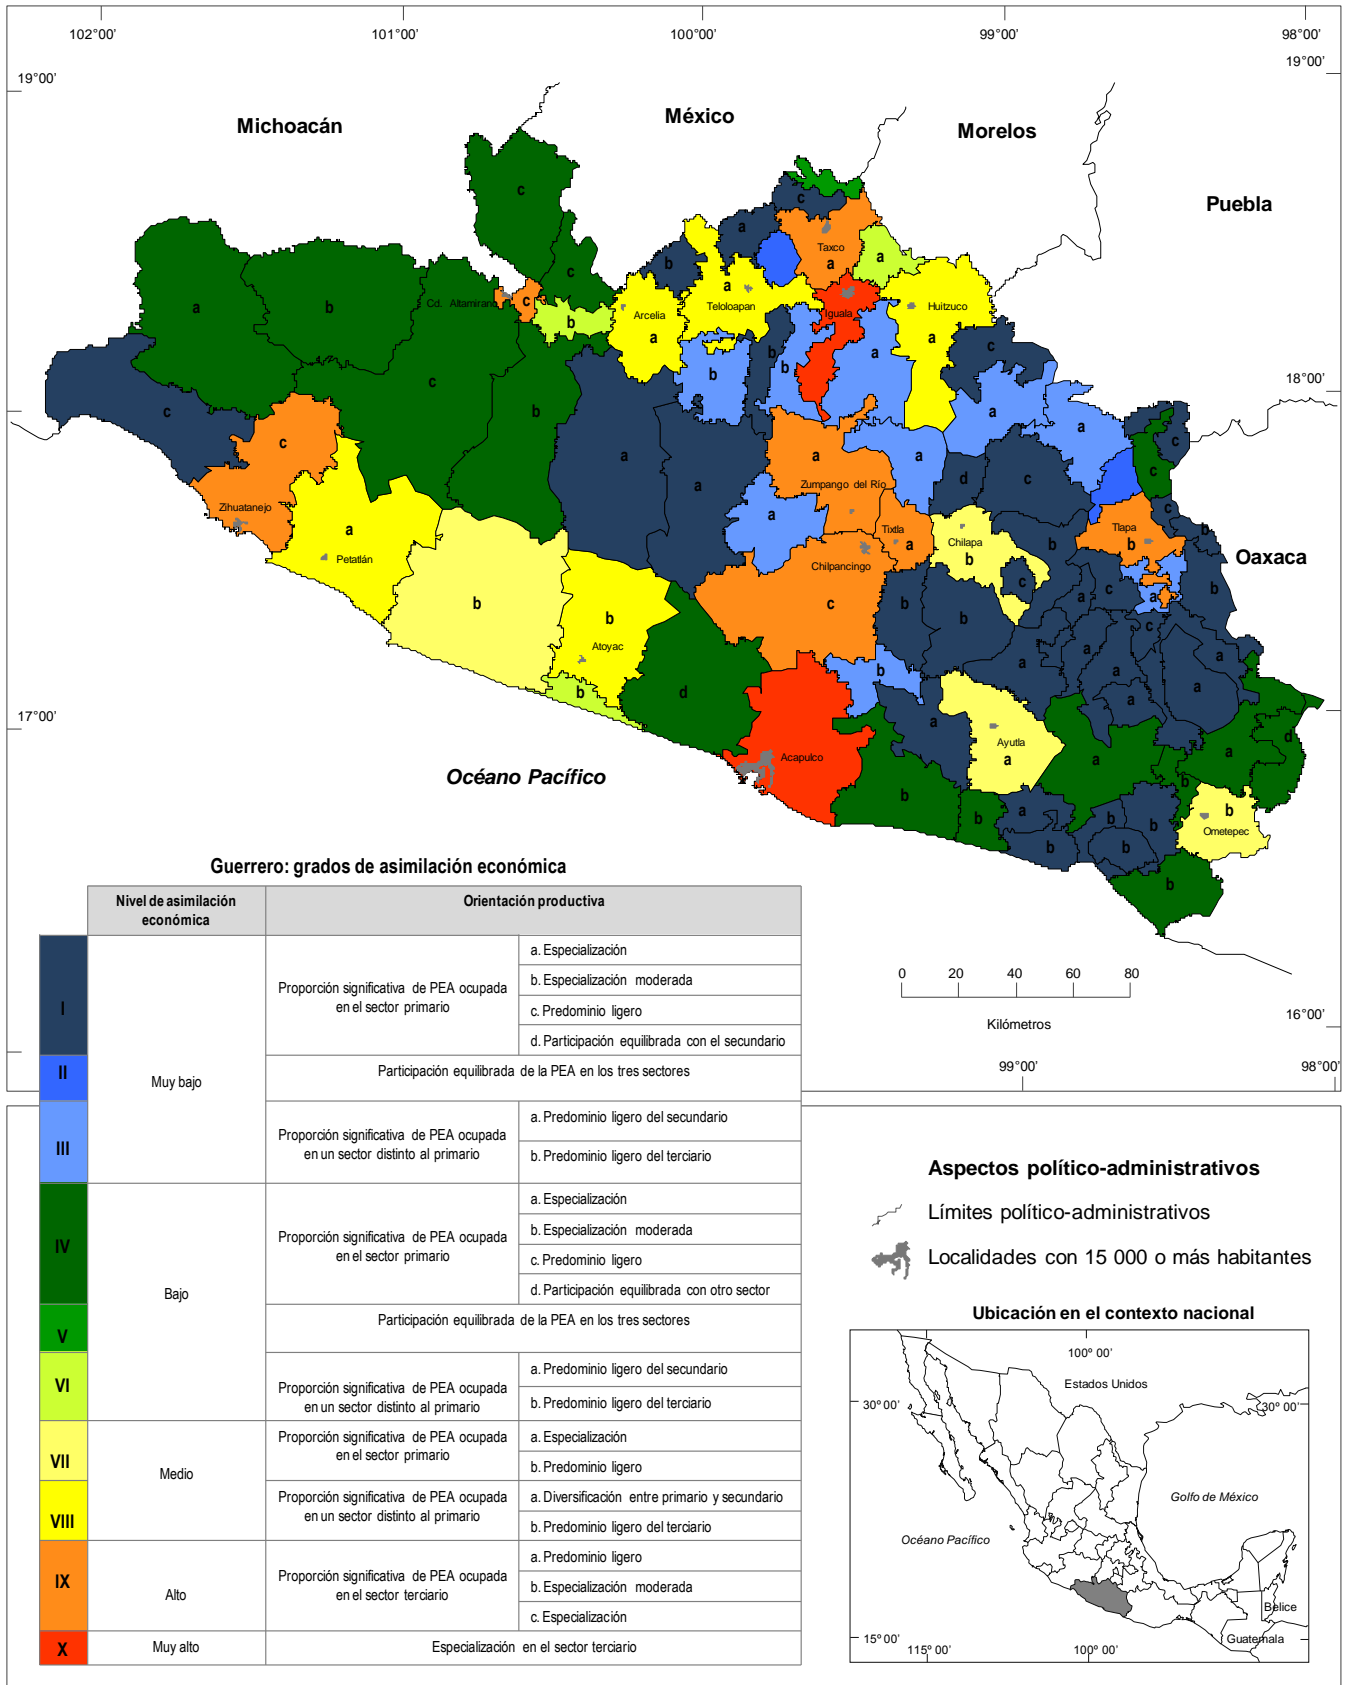 102°00' 101°00' 100°00' 99°00' 98°00'
19°00' 19°00'
Michoacán
México
Morelos
Puebla
Oaxaca
c
c
a
b
Cd. Altamirano
c
c
b
Arcelia
a
b
a
c
a
Teloloapan
Taxco
a
a
Iguala
Huitzuco
a
18°00' 18°00'
c
c
Zihuatanejo
a
Petatlán
c
b
b
b
Atoyac
b
d
a
a
b
b
b
a
a
Zumpango del Río
a
Tixtla
a
Chilpancingo
c
a
c
a
a
d
c
Chilapa
b
b
c
c
c
c
b
Tlapa
b
b
a
a
c
c
b
b
a
a
a
a
a
a
b
a
Acapulco
Ayutla
a
a
a
d
b
b
a
b
b
b
b
b
b
Ometepec
b
17°00'
Océano Pacífico
0 20 40 60 80
Kilómetros
16°00'
99°00' 98°00'
Guerrero: grados de asimilación económica
Nivel de asimilación económica
Orientación productiva
I
Muy bajo
Proporción significativa de PEA ocupada
en el sector primario
a. Especialización
b. Especialización moderada
c. Predominio ligero
d. Participación equilibrada con el secundario
II
Participación equilibrada de la PEA en los tres sectores
III
Proporción significativa de PEA ocupada
en un sector distinto al primario
a. Predominio ligero del secundario
b. Predominio ligero del terciario
IV
Bajo
Proporción significativa de PEA ocupada
en el sector primario
a. Especialización
b. Especialización moderada
c. Predominio ligero
d. Participación equilibrada con otro sector
V
Participación equilibrada de la PEA en los tres sectores
VI
Proporción significativa de PEA ocupada
en un sector distinto al primario
a. Predominio ligero del secundario
b. Predominio ligero del terciario
VII
Medio
Proporción significativa de PEA ocupada
en el sector primario
a. Especialización
b. Predominio ligero
VIII
Proporción significativa de PEA ocupada
en un sector distinto al primario
a. Diversificación entre primario y secundario
b. Predominio ligero del terciario
IX
Alto
Proporción significativa de PEA ocupada
en el sector terciario
a. Predominio ligero
b. Especialización moderada
c. Especialización
X
Muy alto
Especialización en el sector terciario
Aspectos político-administrativos
Límites político-administrativos
Localidades con 15 000 o más habitantes
Ubicación en el contexto nacional
100º 00'
Estados Unidos
30º 00' 30º 00'
Golfo de México
Océano Pacífico
Belice
Guatemala
15º00'
115º 00' 100º 00'